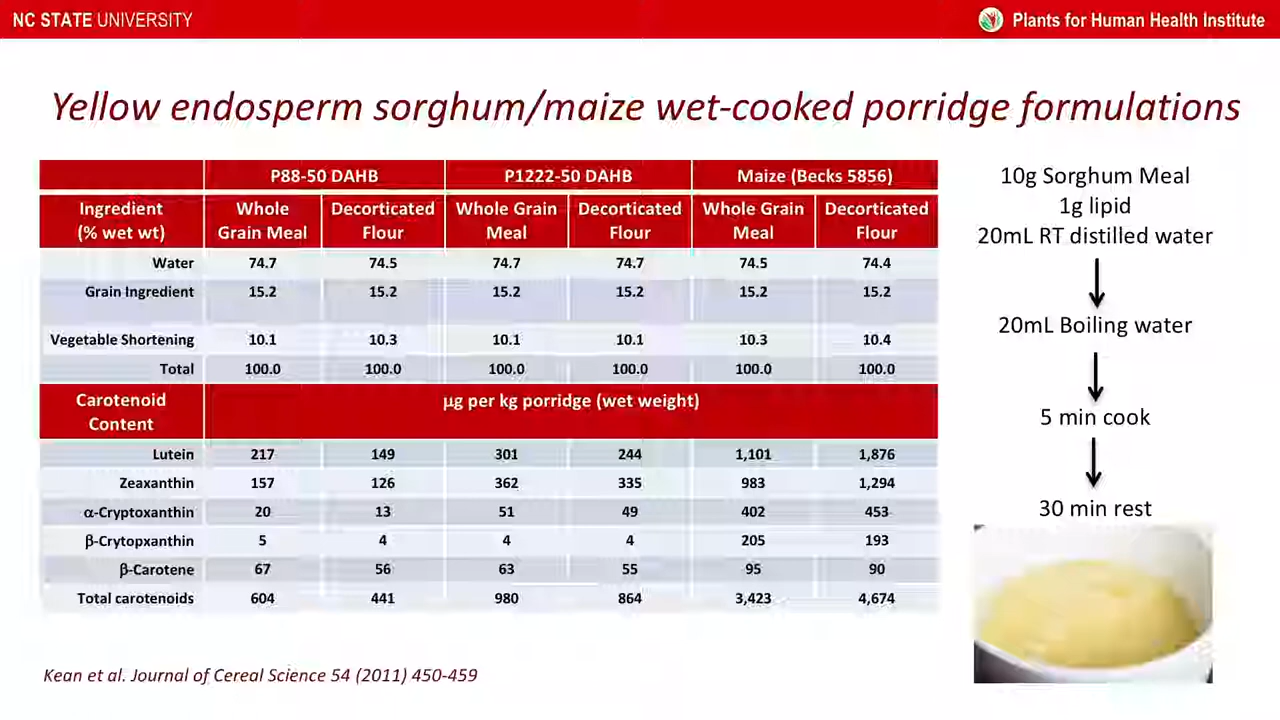 NC STATE UNIVERSITY
Plants for Human Health Institute
Yellow endosperm sorghum/maize wet-cooked porridge formulations
P88-50 DAHB P1222-50 DAHB Maize (Becks 5856)
Ingredient (% wet wt) Whole Grain Meal Decorticated Flour Whole Grain Meal Decorticated Flour Whole Grain Meal Decorticated Flour
Water 74.7 74.5 74.7 74.7 74.5 74.4
Grain Ingredient 15.2 15.2 15.2 15.2 15.2 15.2
Vegetable Shortening 10.1 10.3 10.1 10.1 10.3 10.4
Total 100.0 100.0 100.0 100.0 100.0 100.0
Carotenoid Content µg per kg porridge (wet weight)
Lutein 217 149 301 244 1,101 1,876
Zeaxanthin 157 126 362 335 983 1,294
α-Cryptoxanthin 20 13 51 49 402 453
β-Crytopxanthin 5 4 4 4 205 193
β-Carotene 67 56 63 55 95 90
Total carotenoids 604 441 980 864 3,423 4,674
10g Sorghum Meal
1g lipid
20mL RT distilled water
20mL Boiling water
5 min cook
30 min rest
Kean et al. Journal of Cereal Science 54 (2011) 450-459